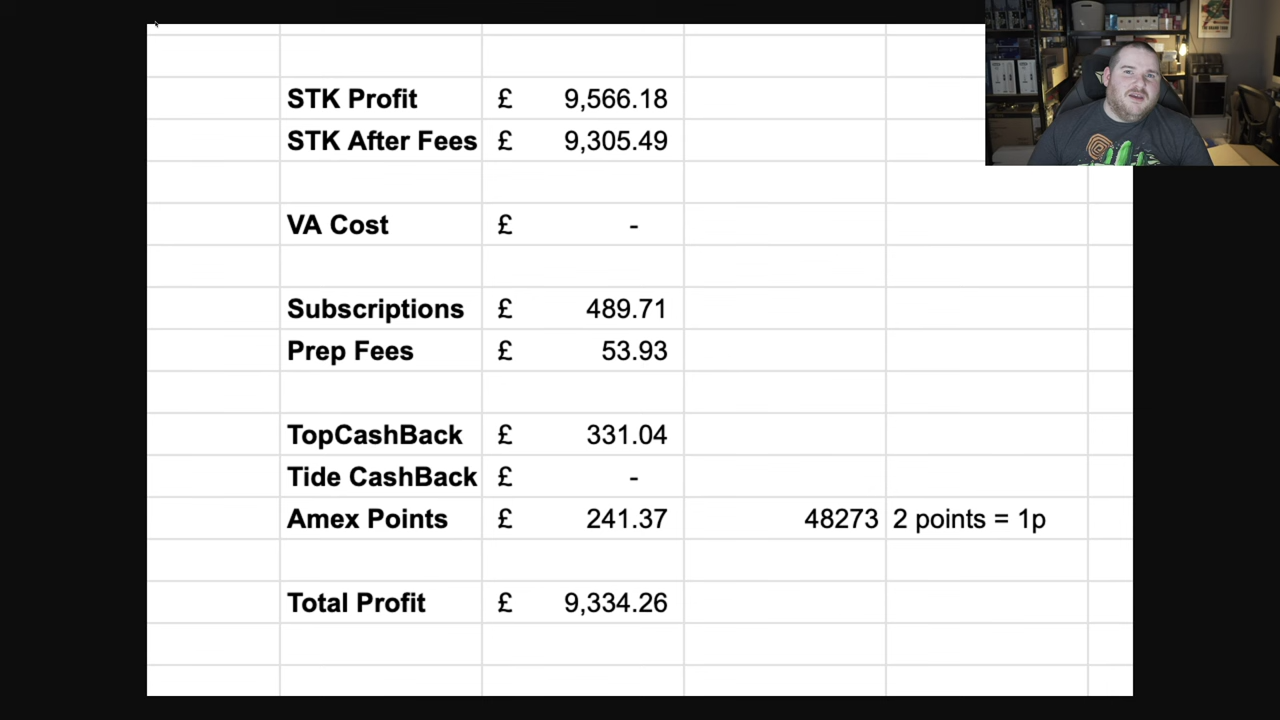 STK Profit £ 9,566.18
STK After Fees £ 9,305.49
VA Cost £ -
Subscriptions £ 489.71
Prep Fees £ 53.93
TopCashBack £ 331.04
Tide CashBack £ -
Amex Points £ 241.37 48273 2 points = 1p
Total Profit £ 9,334.26